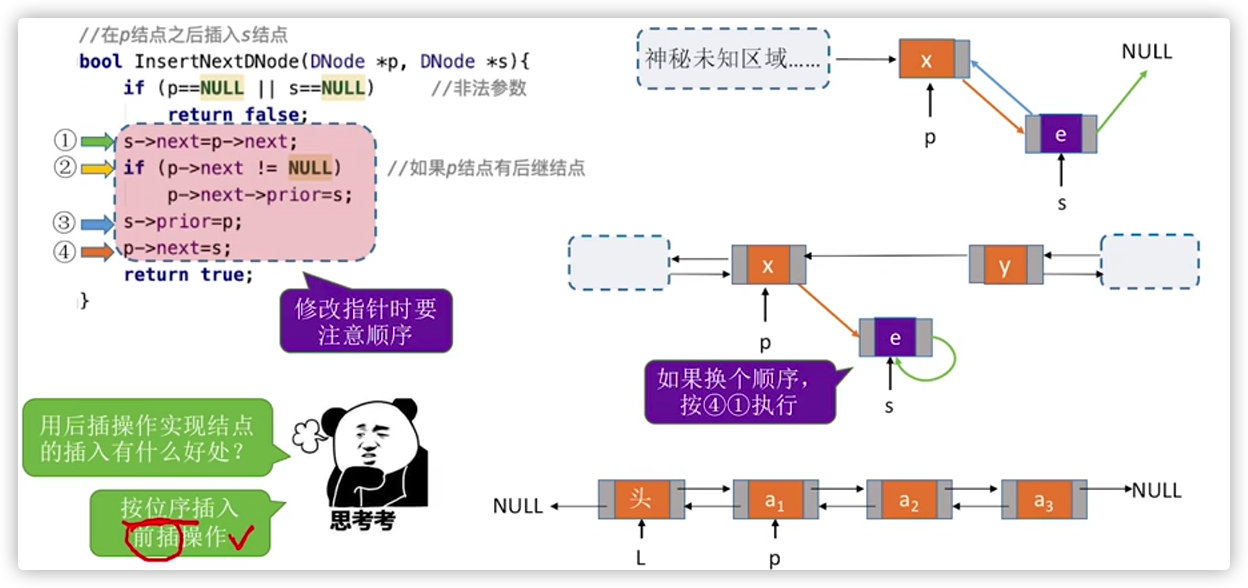 //在p结点之后插入s结点
bool InsertNextDNode(DNode *p, DNode *s){
if (p==NULL || s==NULL) //非法参数
return false;
① s->next=p->next;
② if (p->next != NULL) //如果p结点有后继结点
p->next->prior=s;
③ s->prior=p;
④ p->next=s;
return true;
}
修改指针时要
注意顺序
神秘未知区域……
x
NULL
p
e
s
x
y
p
e
s
如果换个顺序，
按④①执行
用后插操作实现结点
的插入有什么好处？
按位序插入
前插操作
思考考
NULL
头
a1
a2
a3
NULL
L
p